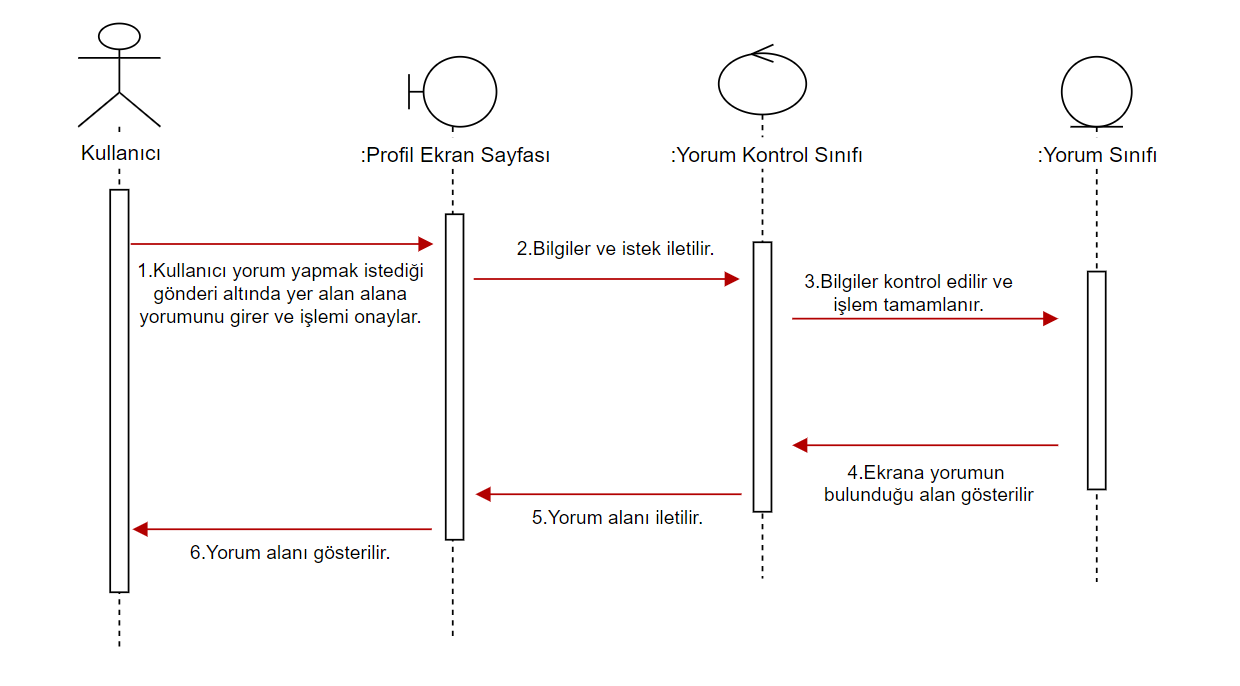 Kullanıcı
:Profil Ekran Sayfası
:Yorum Kontrol Sınıfı
:Yorum Sınıfı
1.Kullanıcı yorum yapmak istediği
gönderi altında yer alan alana
yorumunu girer ve işlemi onaylar.
2.Bilgiler ve istek iletilir.
3.Bilgiler kontrol edilir ve
işlem tamamlanır.
4.Ekrana yorumun
bulunduğu alan gösterilir
5.Yorum alanı iletilir.
6.Yorum alanı gösterilir.